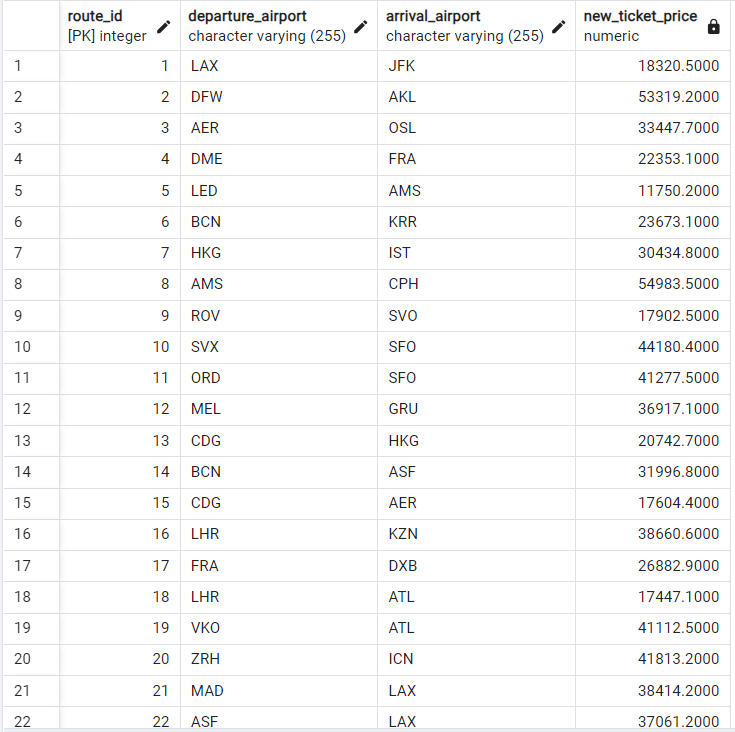 route_id departure_airport arrival_airport new_ticket_price
[PK] integer character varying (255) character varying (255) numeric
1 1 LAX JFK 18320.5000
2 2 DFW AKL 53319.2000
3 3 AER OSL 33447.7000
4 4 DME FRA 22353.1000
5 5 LED AMS 11750.2000
6 6 BCN KRR 23673.1000
7 7 HKG IST 30434.8000
8 8 AMS CPH 54983.5000
9 9 ROV SVO 17902.5000
10 10 SVX SFO 44180.4000
11 11 ORD SFO 41277.5000
12 12 MEL GRU 36917.1000
13 13 CDG HKG 20742.7000
14 14 BCN ASF 31996.8000
15 15 CDG AER 17604.4000
16 16 LHR KZN 38660.6000
17 17 FRA DXB 26882.9000
18 18 LHR ATL 17447.1000
19 19 VKO ATL 41112.5000
20 20 ZRH ICN 41813.2000
21 21 MAD LAX 38414.2000
22 22 ASF LAX 37061.2000